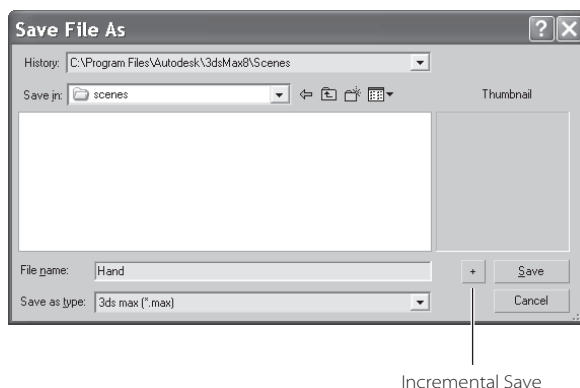 Save File As
History: C:\Program Files\Autodesk\3dsMax8\Scenes
Save in: scenes
Thumbnail
File name: Hand
+ Save
Save as type: 3ds max (*.max)
Cancel
Incremental Save